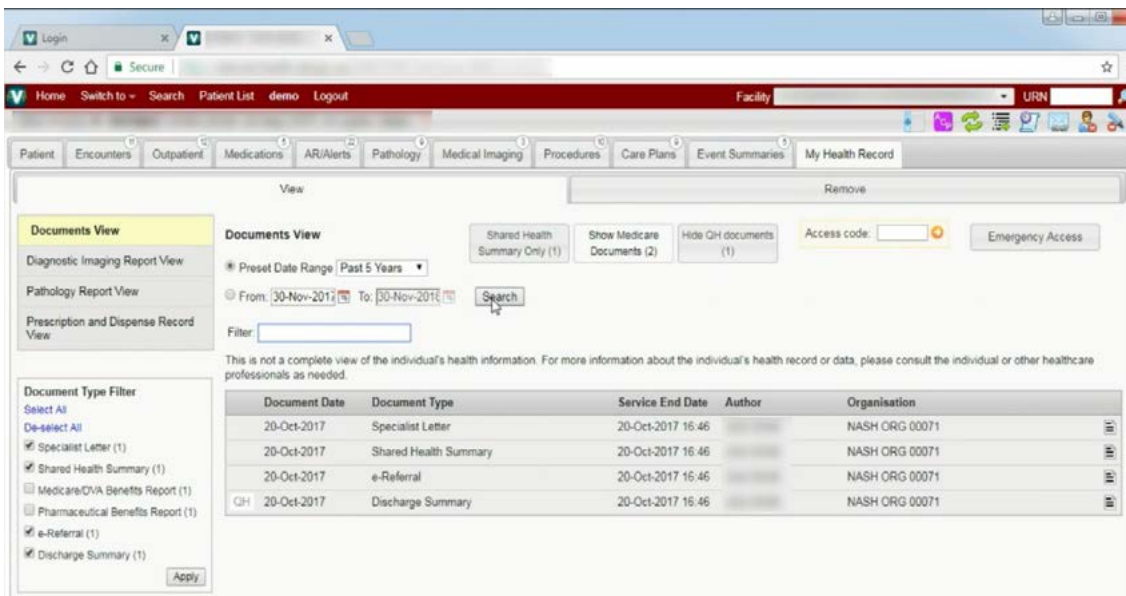 Login
Secure
Home Switch to Search Patient List demo Logout Facility URN
Patient Encounters Outpatient Medications AR/Alerts Pathology Medical Imaging Procedures Care Plans Event Summaries My Health Record
View Remove
Documents View
Diagnostic Imaging Report View
Pathology Report View
Prescription and Dispense Record
View
Documents View
Shared Health
Summary Only (1)
Show Medicare
Documents (2)
Hide QH documents
(1)
Access code:
Emergency Access
Preset Date Range Past 5 Years
From: 30-Nov-2017 To: 30-Nov-2018 Search
Filter:
This is not a complete view of the individual's health information. For more information about the individual's health record or data, please consult the individual or other healthcare
professionals as needed.
Document Type Filter
Select All
De-select All
Specialist Letter (1)
Shared Health Summary (1)
Medicare/DVA Benefits Report (1)
Pharmaceutical Benefits Report (1)
e-Referral (1)
Discharge Summary (1)
Apply
Document Date Document Type Service End Date Author Organisation
20-Oct-2017 Specialist Letter 20-Oct-2017 16:46 NASH ORG 00071
20-Oct-2017 Shared Health Summary 20-Oct-2017 16:46 NASH ORG 00071
20-Oct-2017 e-Referral 20-Oct-2017 16:46 NASH ORG 00071
QH 20-Oct-2017 Discharge Summary 20-Oct-2017 16:46 NASH ORG 00071